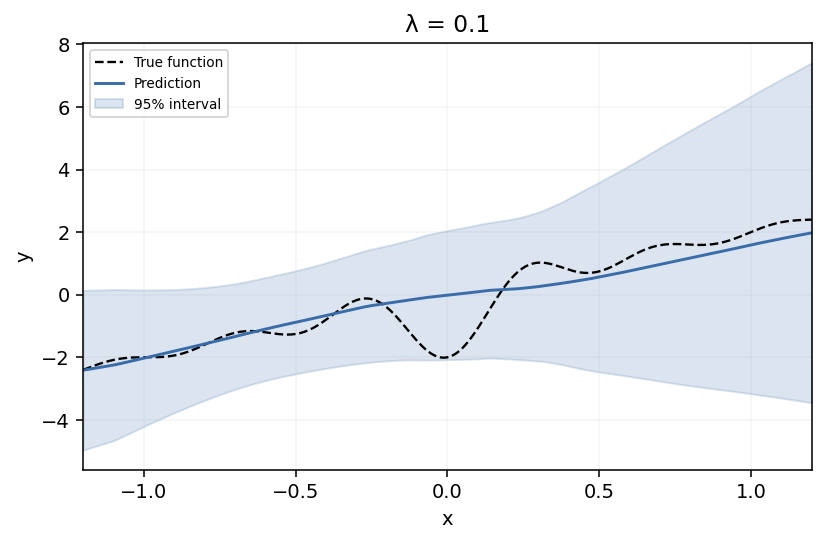 λ = 0.1
True function
Prediction
95% interval
y
8
6
4
2
0
−2
−4
−1.0 −0.5 0.0 0.5 1.0
x